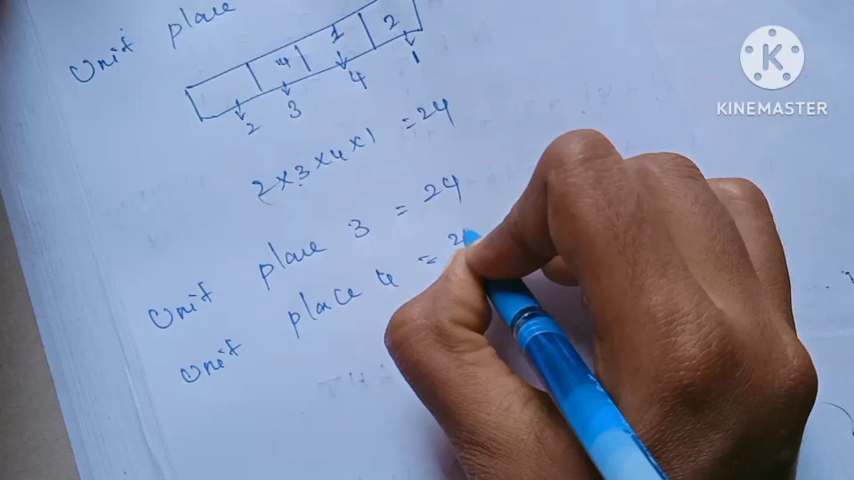 Unit place
4 1 2
2 3 4 1
2×3×4×1 = 24
Unit place 3 = 24
Unit place 4 = 2
K
KINEMASTER